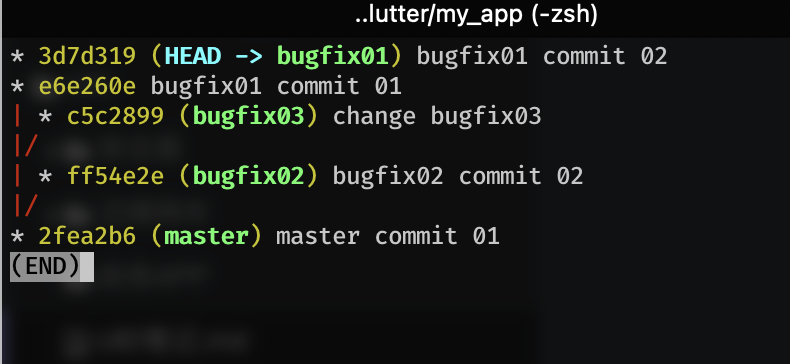 ..lutter/my_app (-zsh)
* 3d7d319 (HEAD -> bugfix01) bugfix01 commit 02
* e6e260e bugfix01 commit 01
| * c5c2899 (bugfix03) change bugfix03
|/
| * ff54e2e (bugfix02) bugfix02 commit 02
|/
* 2fea2b6 (master) master commit 01
(END)